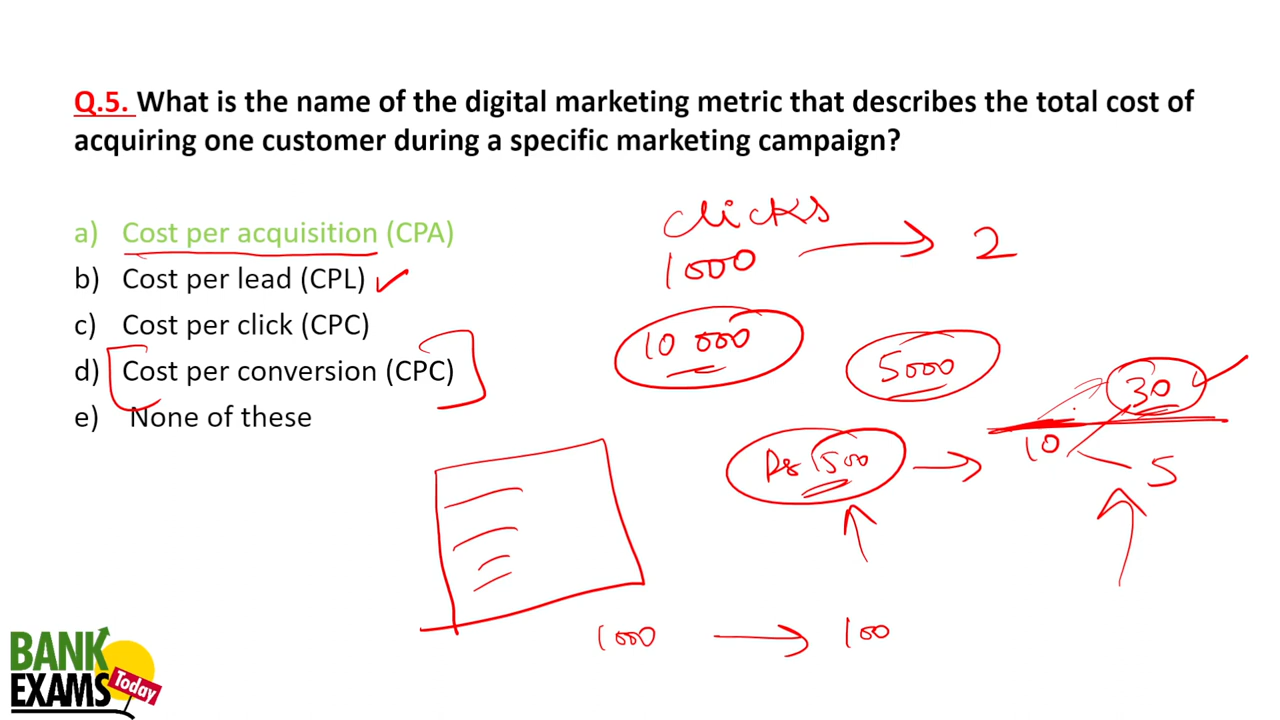 Q.5. What is the name of the digital marketing metric that describes the total cost of
acquiring one customer during a specific marketing campaign?
a) Cost per acquisition (CPA)
b) Cost per lead (CPL)
c) Cost per click (CPC)
d) Cost per conversion (CPC)
e) None of these
clicks
1000 2
10 000
5000
30
Rs 1500
10
5
1000 100
BANK
EXAMS
Today